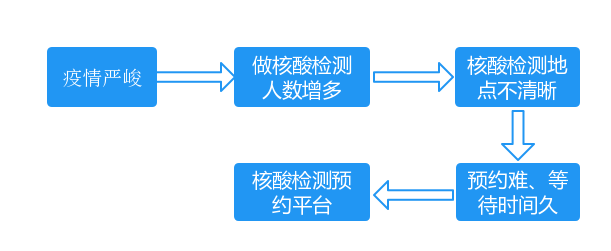 疫情严峻
做核酸检测
人数增多
核酸检测地
点不清晰
预约难、等
待时间久
核酸检测预
约平台